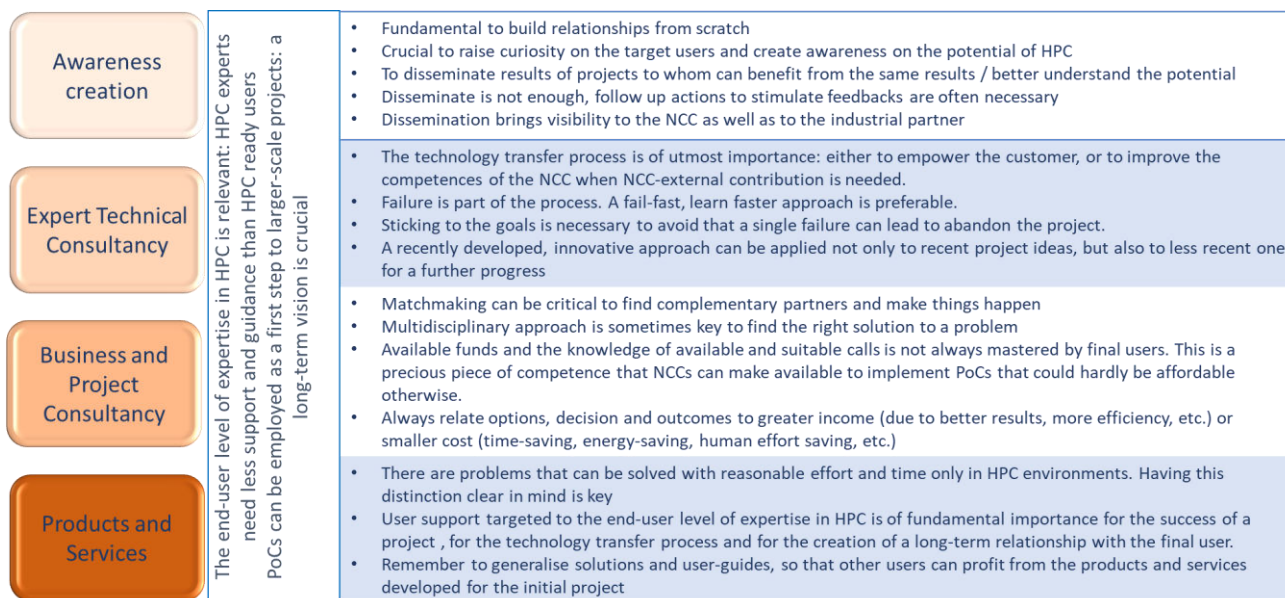 Awareness
creation
Expert Technical
Consultancy
Business and
Project
Consultancy
Products and
Services
The end-user level of expertise in HPC is relevant: HPC experts
need less support and guidance than HPC ready users
PoCs can be employed as a first step to larger-scale projects: a
long-term vision is crucial
• Fundamental to build relationships from scratch
• Crucial to raise curiosity on the target users and create awareness on the potential of HPC
• To disseminate results of projects to whom can benefit from the same results / better understand the potential
• Disseminate is not enough, follow up actions to stimulate feedbacks are often necessary
• Dissemination brings visibility to the NCC as well as to the industrial partner
• The technology transfer process is of utmost importance: either to empower the customer, or to improve the
competences of the NCC when NCC-external contribution is needed.
• Failure is part of the process. A fail-fast, learn faster approach is preferable.
• Sticking to the goals is necessary to avoid that a single failure can lead to abandon the project.
• A recently developed, innovative approach can be applied not only to recent project ideas, but also to less recent one
for a further progress
• Matchmaking can be critical to find complementary partners and make things happen
• Multidisciplinary approach is sometimes key to find the right solution to a problem
• Available funds and the knowledge of available and suitable calls is not always mastered by final users. This is a
precious piece of competence that NCCs can make available to implement PoCs that could hardly be affordable
otherwise.
• Always relate options, decision and outcomes to greater income (due to better results, more efficiency, etc.) or
smaller cost (time-saving, energy-saving, human effort saving, etc.)
• There are problems that can be solved with reasonable effort and time only in HPC environments. Having this
distinction clear in mind is key
• User support targeted to the end-user level of expertise in HPC is of fundamental importance for the success of a
project , for the technology transfer process and for the creation of a long-term relationship with the final user.
• Remember to generalise solutions and user-guides, so that other users can profit from the products and services
developed for the initial project